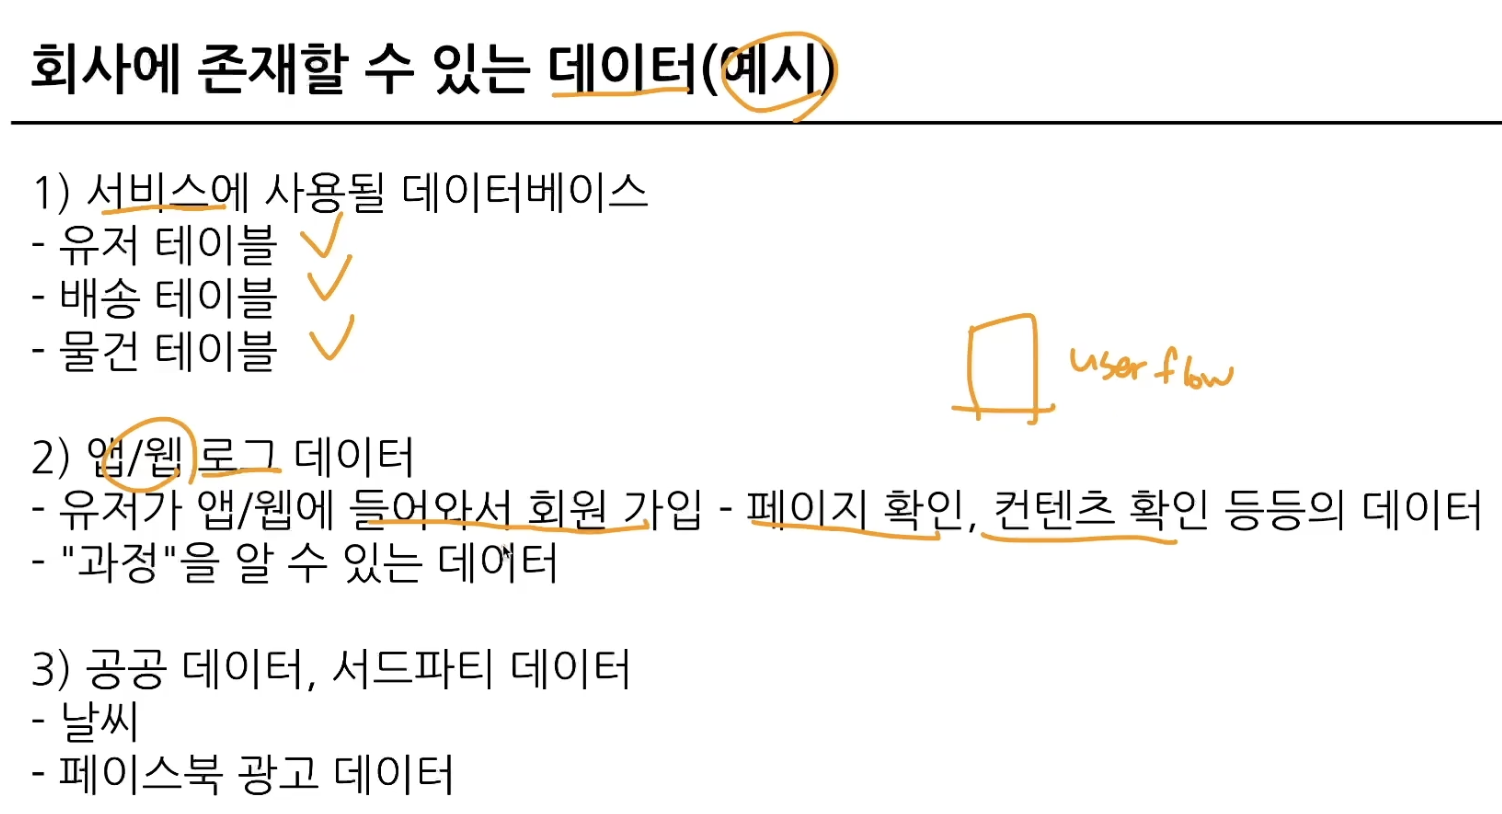 회사에 존재할 수 있는 데이터(예시)
1) 서비스에 사용될 데이터베이스
- 유저 테이블
- 배송 테이블
- 물건 테이블
user flow
2) 앱/웹 로그 데이터
- 유저가 앱/웹에 들어와서 회원 가입 - 페이지 확인, 컨텐츠 확인 등등의 데이터
- "과정"을 알 수 있는 데이터
3) 공공 데이터, 서드파티 데이터
- 날씨
- 페이스북 광고 데이터